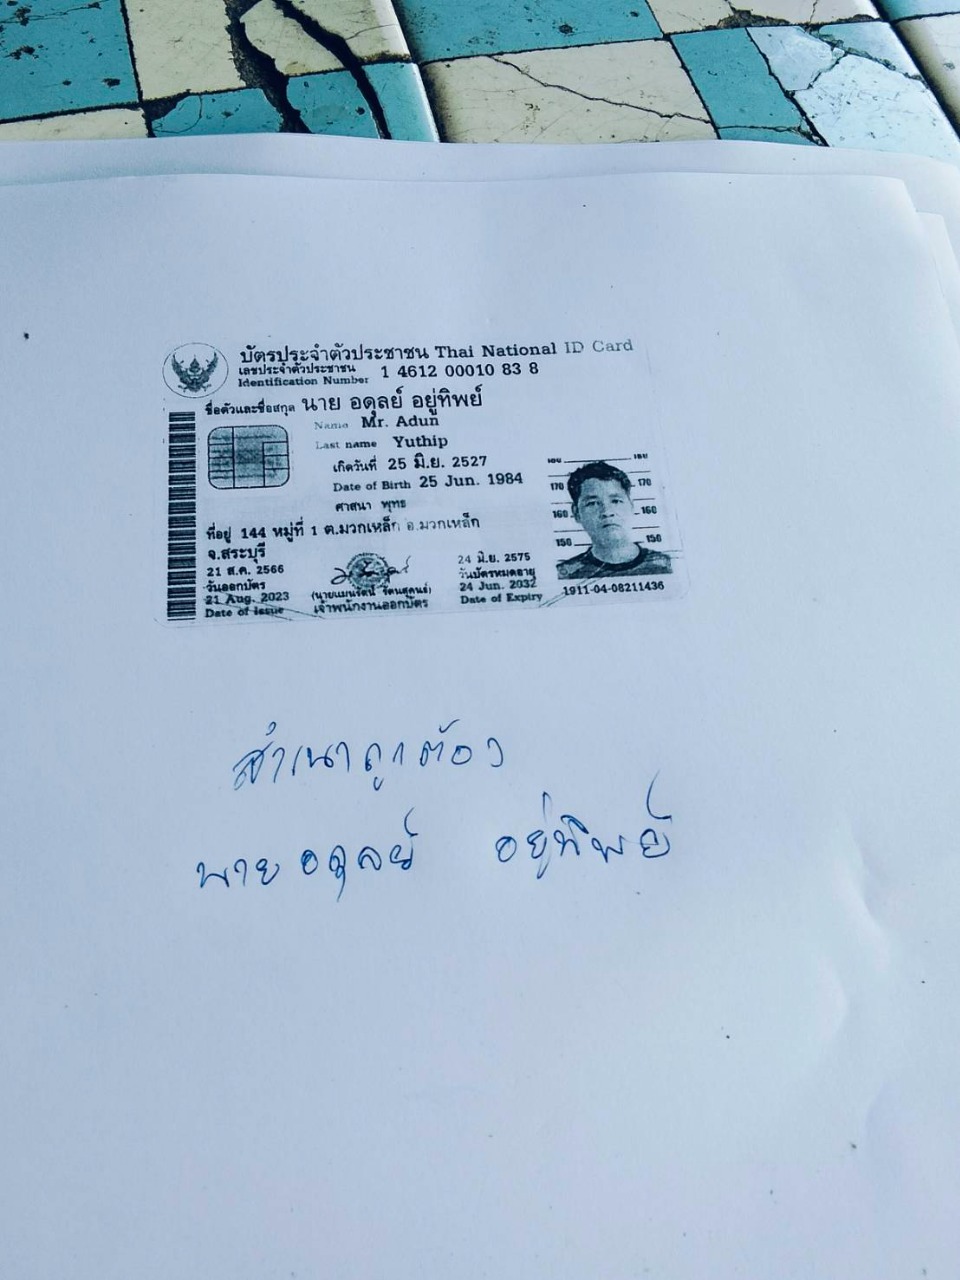 บัตรประจำตัวประชาชน Thai National ID Card
เลขประจำตัวประชาชน
Identification Number 1 4612 00010 83 8
ชื่อตัวและชื่อสกุล นาย อดุลย์ อยู่ทิพย์
Name Mr. Adun
Last name Yuthip
เกิดวันที่ 25 มิ.ย. 2527
Date of Birth 25 Jun. 1984
ศาสนา พุทธ
ที่อยู่ 144 หมู่ที่ 1 ต.มวกเหล็ก อ.มวกเหล็ก
จ.สระบุรี
21 ส.ค. 2566
วันออกบัตร
21 Aug. 2023
Date of Issue
เจ้าพนักงานออกบัตร
24 มิ.ย. 2575
วันบัตรหมดอายุ
24 Jun. 2032
Date of Expiry
170 170
160 160
150 150
1911-04-08211436
สำเนาถูกต้อง
นาย อดุลย์ อยู่ทิพย์